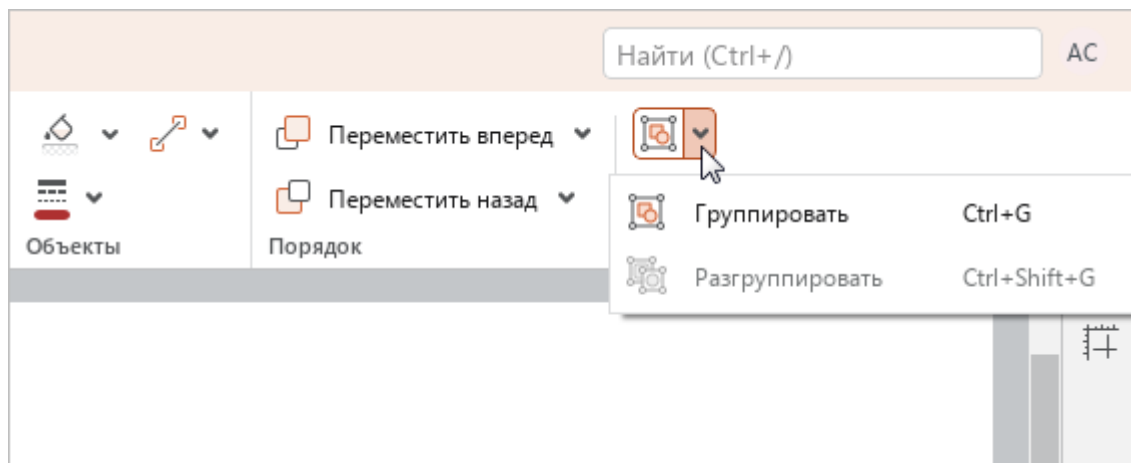 Найти (Ctrl+/)
АС
Переместить вперед
Переместить назад
Объекты
Порядок
Группировать Ctrl+G
Разгруппировать Ctrl+Shift+G